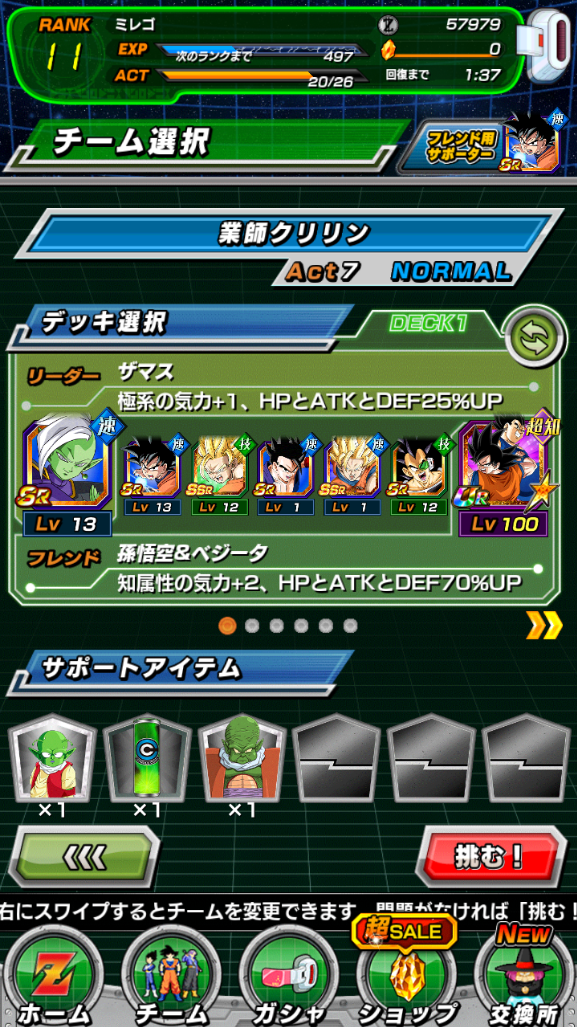 RANK ミレゴ 57979
11 EXP 次のランクまで 497 0
ACT 20/26 回復まで 1:37
チーム選択 フレンド用サポーター 速 SR
業師クリリン
Act7 NORMAL
デッキ選択 DECK1
リーダー ザマス
極系の気力+1、HPとATKとDEF25%UP
速 速 技 速 速 技 超知
SR SR SSR SR SSR SR UR
Lv 13 Lv 13 Lv 12 Lv 1 Lv 1 Lv 12 Lv 100
フレンド 孫悟空&ベジータ
知属性の気力+2、HPとATKとDEF70%UP
サポートアイテム
×1 ×1 ×1
挑む!
右にスワイプするとチームを変更できます 問題がなければ「挑む!
超SALE NEW
ホーム チーム ガシャ ショップ 交換所